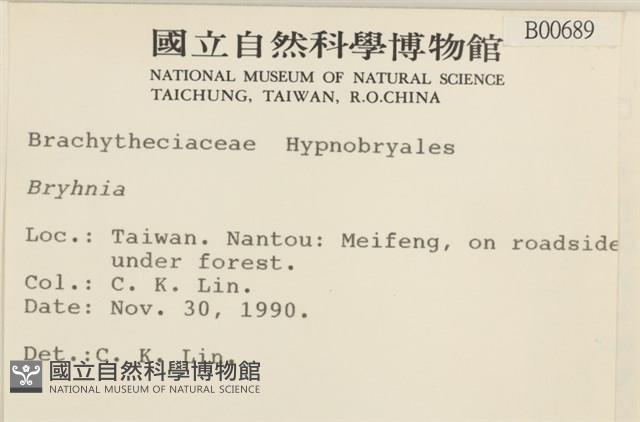 B00689
國立自然科學博物館
NATIONAL MUSEUM OF NATURAL SCIENCE
TAICHUNG, TAIWAN, R.O.CHINA
Brachytheciaceae Hypnobryales
Bryhnia
Loc.: Taiwan. Nantou: Meifeng, on roadside
under forest.
Col.: C. K. Lin.
Date: Nov. 30, 1990.
Det.:C. K. Lin.
國立自然科學博物館
NATIONAL MUSEUM OF NATURAL SCIENCE